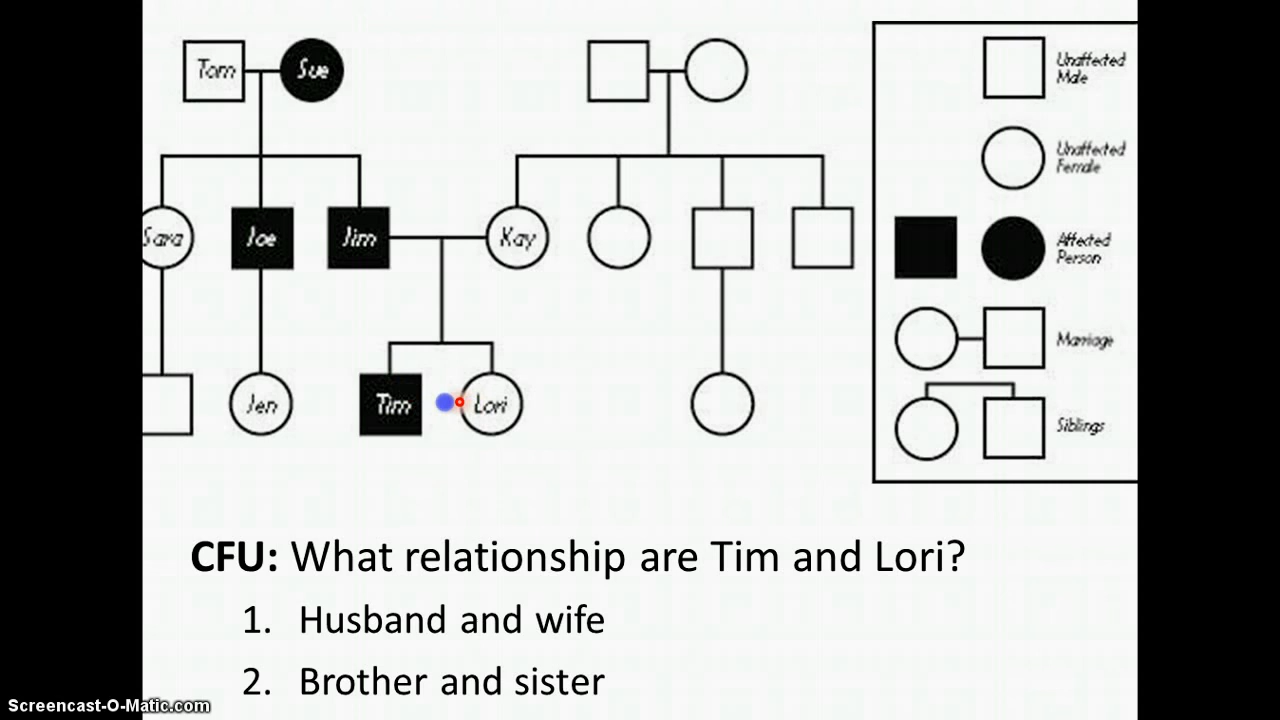 Tom
Sue
Sara
Joe
Jim
Kay
Jen
Tim
Lori
Unaffected
Male
Unaffected
Female
Affected
Person
Marriage
Siblings
CFU: What relationship are Tim and Lori?
1. Husband and wife
2. Brother and sister
Screencast-O-Matic.com